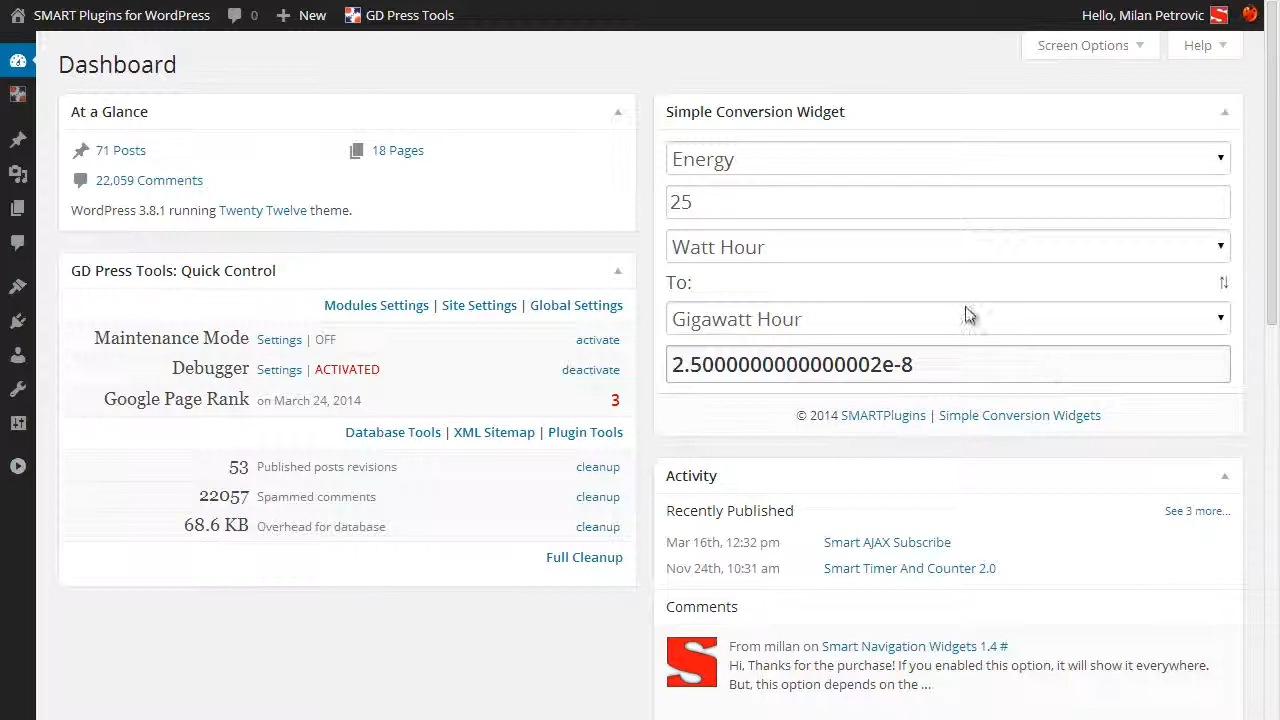 SMART Plugins for WordPress 0 New GD Press Tools Hello, Milan Petrovic
Screen Options Help
Dashboard
At a Glance
71 Posts 18 Pages
22,059 Comments
WordPress 3.8.1 running Twenty Twelve theme.
GD Press Tools: Quick Control
Modules Settings | Site Settings | Global Settings
Maintenance Mode Settings | OFF activate
Debugger Settings | ACTIVATED deactivate
Google Page Rank on March 24, 2014 3
Database Tools | XML Sitemap | Plugin Tools
53 Published posts revisions cleanup
22057 Spammed comments cleanup
68.6 KB Overhead for database cleanup
Full Cleanup
Simple Conversion Widget
Energy
25
Watt Hour
To:
Gigawatt Hour
2.5000000000000002e-8
© 2014 SMARTPlugins | Simple Conversion Widgets
Activity
Recently Published See 3 more...
Mar 16th, 12:32 pm Smart AJAX Subscribe
Nov 24th, 10:31 am Smart Timer And Counter 2.0
Comments
From millan on Smart Navigation Widgets 1.4 #
Hi, Thanks for the purchase! If you enabled this option, it will show it everywhere.
But, this option depends on the ...